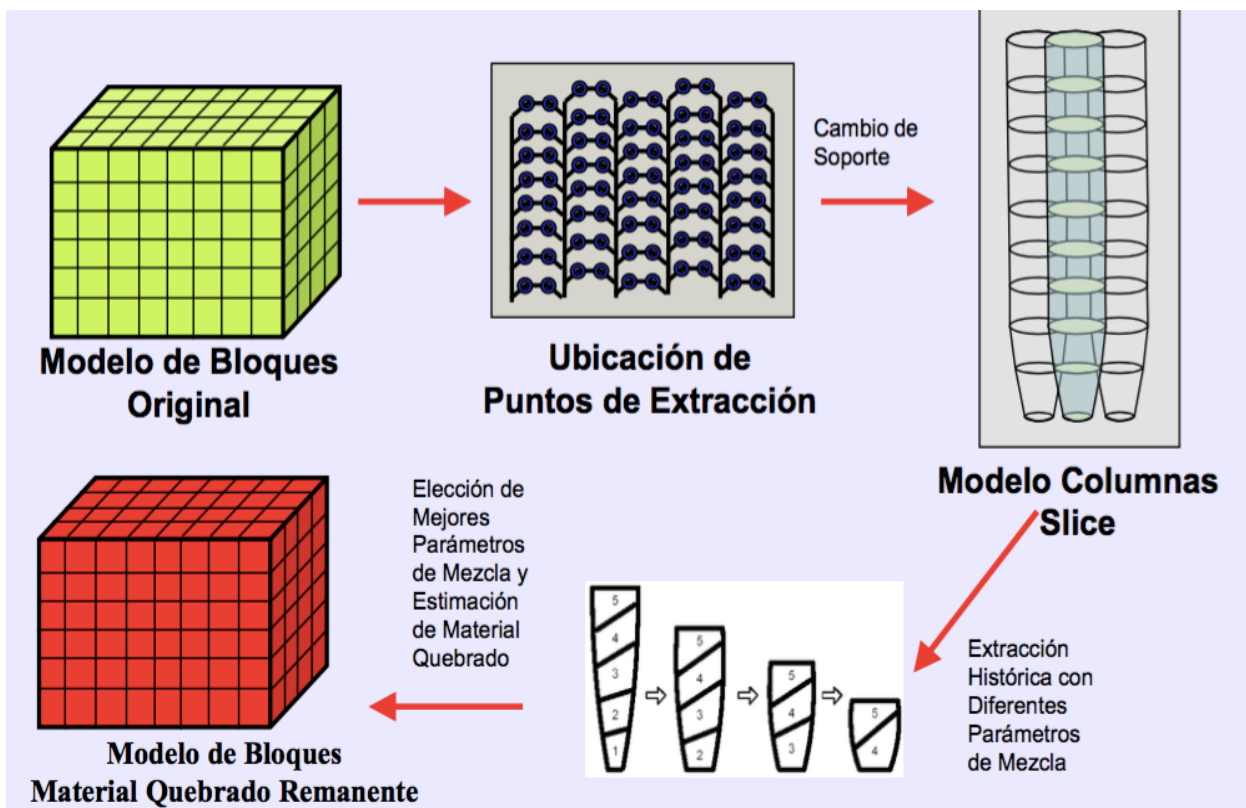 Modelo de Bloques
Original
Ubicación de
Puntos de Extracción
Cambio de
Soporte
Modelo Columnas
Slice
Extracción
Histórica con
Diferentes
Parámetros
de Mezcla
5
4
3
2
1
5
4
3
2
5
4
3
5
4
Elección de
Mejores
Parámetros
de Mezcla y
Estimación
de Material
Quebrado
Modelo de Bloques
Material Quebrado Remanente